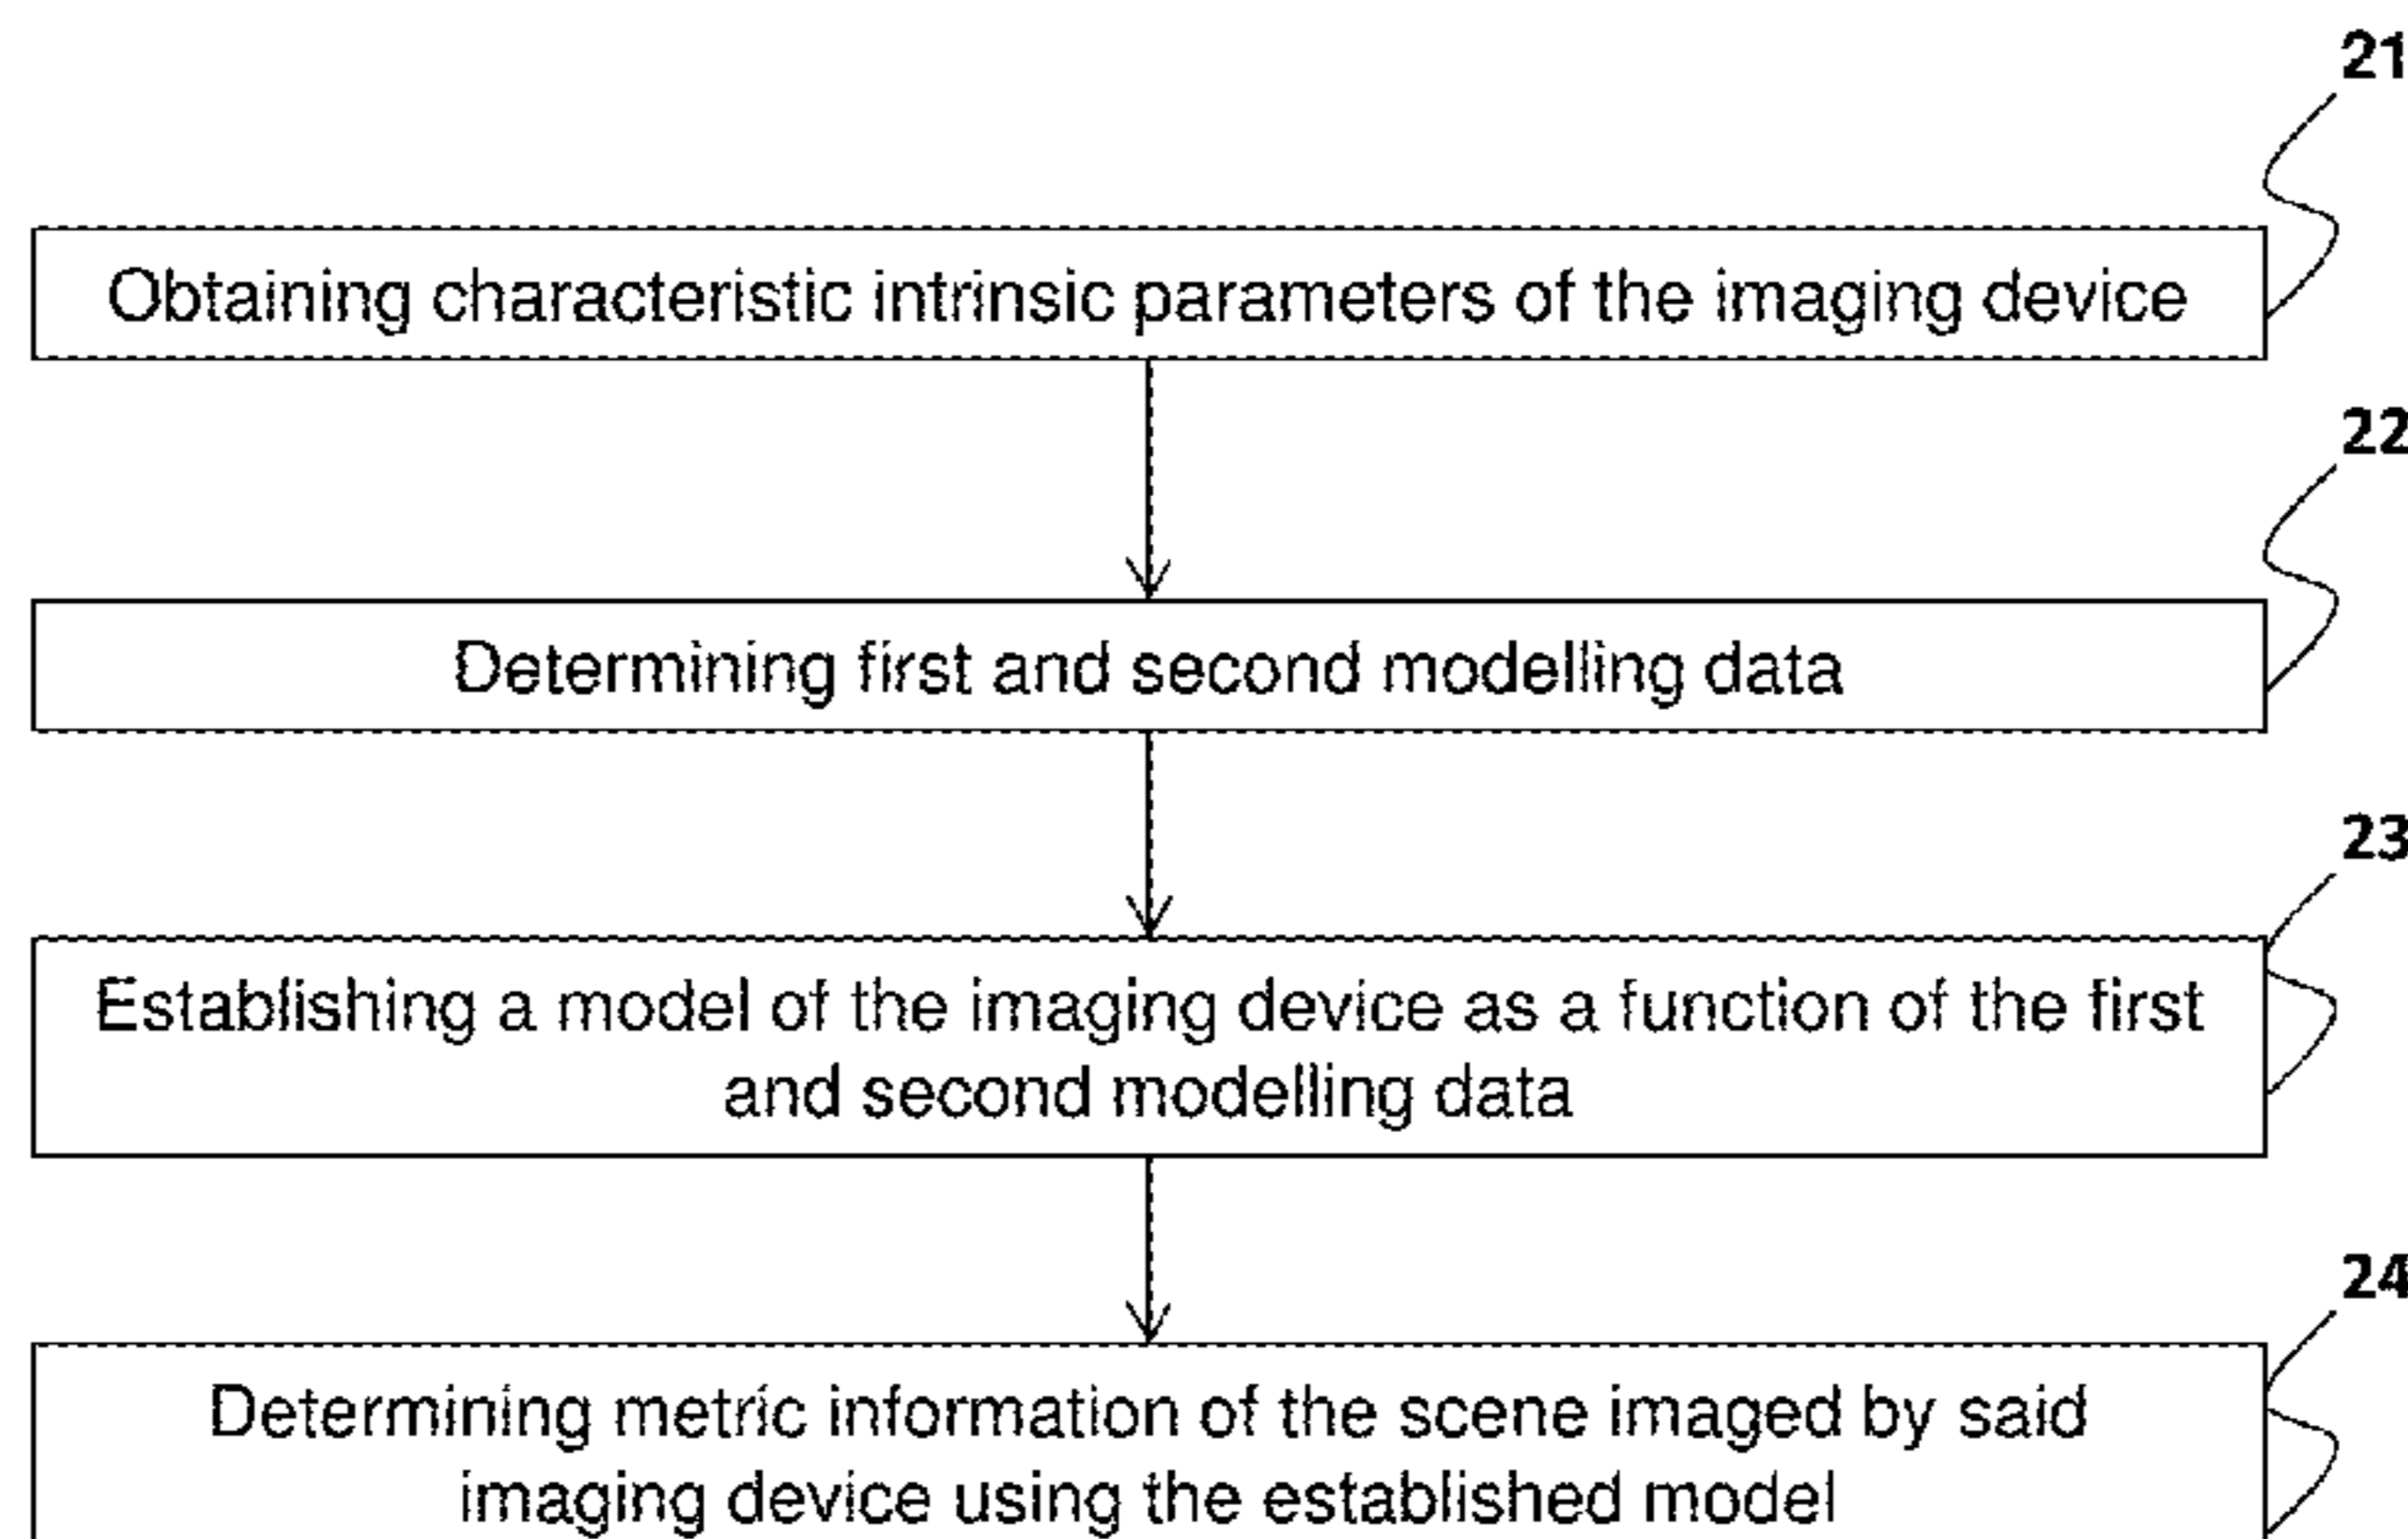 21
Obtaining characteristic intrinsic parameters of the imaging device
22
Determining first and second modelling data
23
Establishing a model of the imaging device as a function of the first
and second modelling data
24
Determining metric information of the scene imaged by said
imaging device using the established model